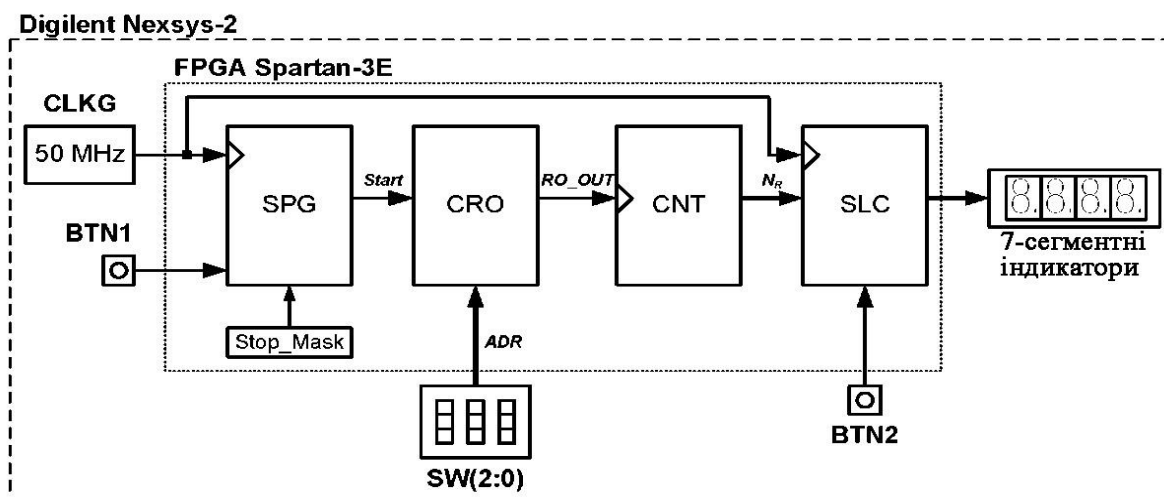 Digilent Nexsys-2
FPGA Spartan-3E
CLKG
50 MHz
BTN1
SPG
Start
CRO
RO_OUT
CNT
N_R
SLC
8.8.8.8.
7-сегментні
індикатори
Stop_Mask
ADR
SW(2:0)
BTN2